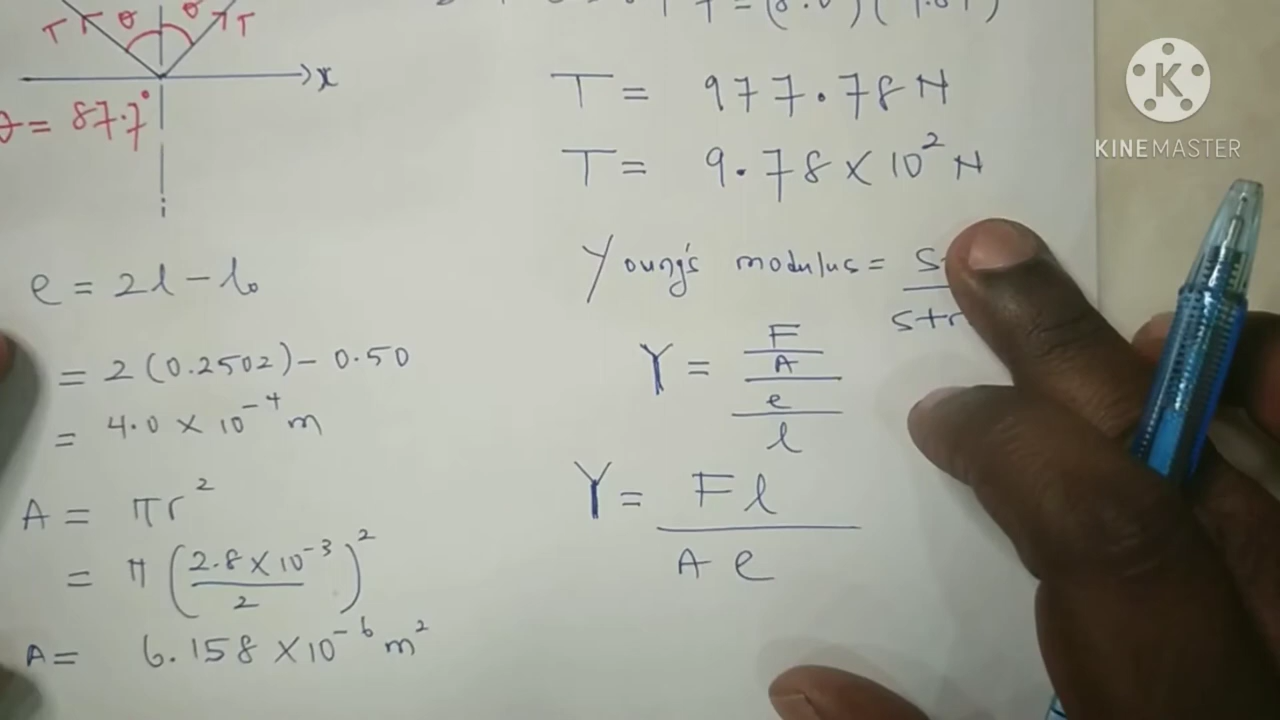 T θ θ T
x
θ = 87.7°
e = 2l - l₀
= 2(0.2502) - 0.50
= 4.0 × 10⁻⁴ m
A = πr²
= π (2.8 × 10⁻³ / 2)²
A = 6.158 × 10⁻⁶ m²
T = 977.78 N
T = 9.78 × 10² N
Young's modulus =
Y = F/A / e/l
Y = Fl / Ae
KINEMASTER